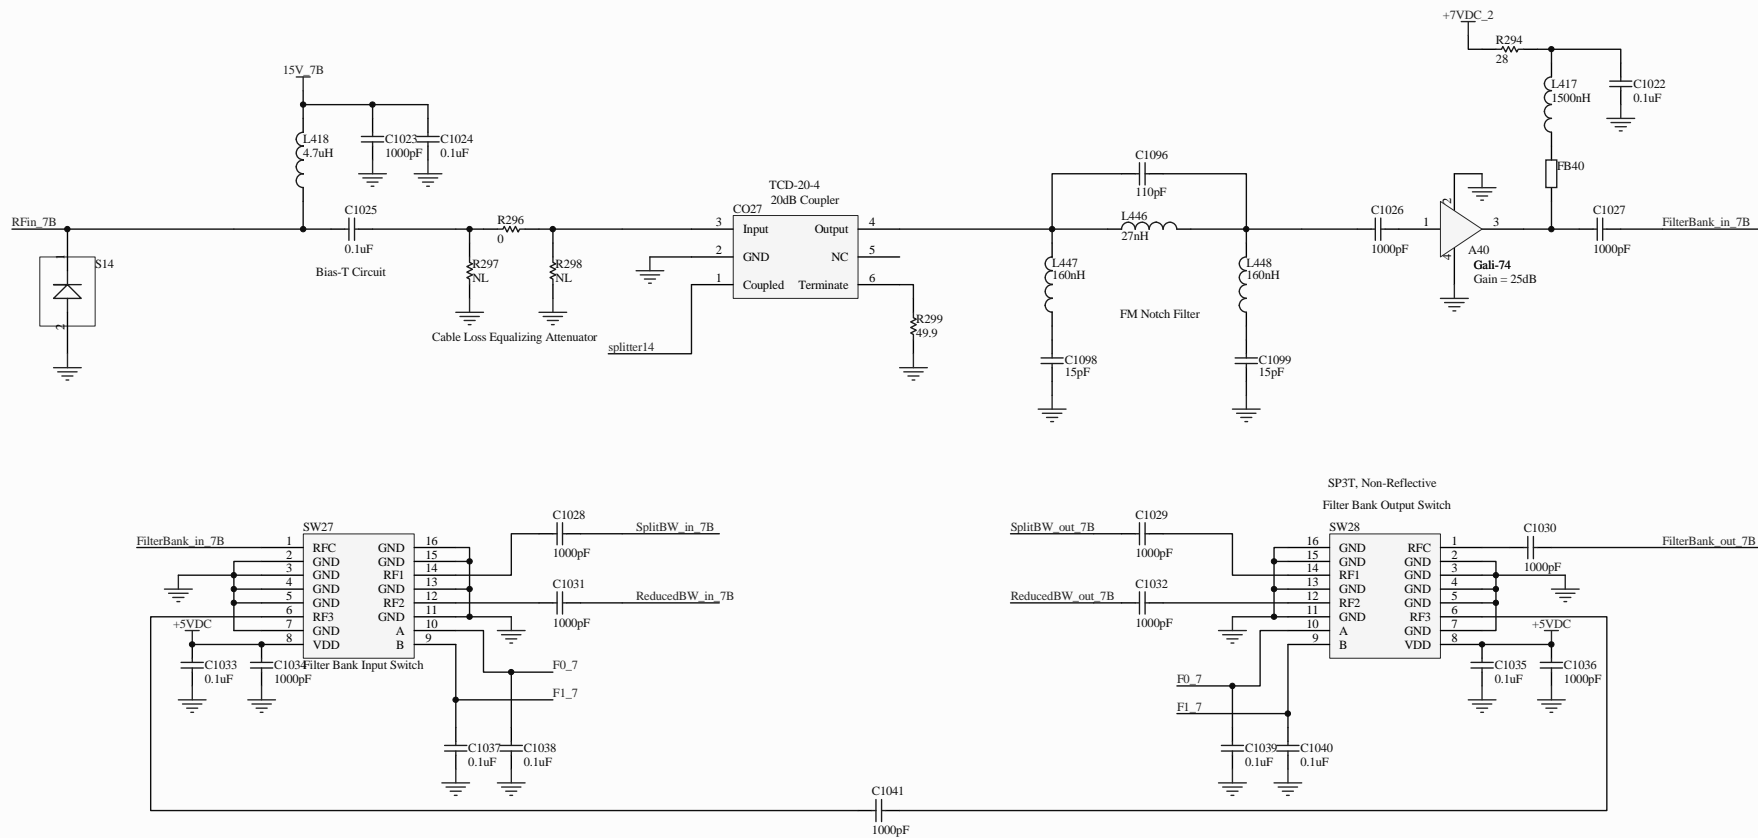 +7VDC_2
R294
28
L417
1500nH
C1022
0.1uF
FB40
15V_7B
L418
4.7uH
C1023
1000pF
C1024
0.1uF
RFin_7B
1
S14
2
C1025
0.1uF
Bias-T Circuit
R296
0
R297
NL
R298
NL
Cable Loss Equalizing Attenuator
TCD-20-4
20dB Coupler
CO27
3 Input Output 4
2 GND NC 5
1 Coupled Terminate 6
splitter14
R299
49.9
C1096
110pF
L446
27nH
L447
160nH
L448
160nH
FM Notch Filter
C1098
15pF
C1099
15pF
C1026
1000pF
1
2
3
4
A40
Gali-74
Gain = 25dB
C1027
1000pF
FilterBank_in_7B
SW27
FilterBank_in_7B
1 RFC GND 16
2 GND GND 15
3 GND RF1 14
4 GND GND 13
5 GND RF2 12
6 RF3 GND 11
7 GND A 10
8 VDD B 9
Filter Bank Input Switch
+5VDC
C1033
0.1uF
C1034
1000pF
C1028
1000pF
SplitBW_in_7B
C1031
1000pF
ReducedBW_in_7B
F0_7
F1_7
C1037
0.1uF
C1038
0.1uF
SP3T, Non-Reflective
Filter Bank Output Switch
SW28
16 GND RFC 1
15 GND GND 2
14 RF1 GND 3
13 GND GND 4
12 RF2 GND 5
11 GND RF3 6
10 A GND 7
9 B VDD 8
SplitBW_out_7B
C1029
1000pF
ReducedBW_out_7B
C1032
1000pF
C1030
1000pF
FilterBank_out_7B
+5VDC
C1035
0.1uF
C1036
1000pF
F0_7
F1_7
C1039
0.1uF
C1040
0.1uF
C1041
1000pF